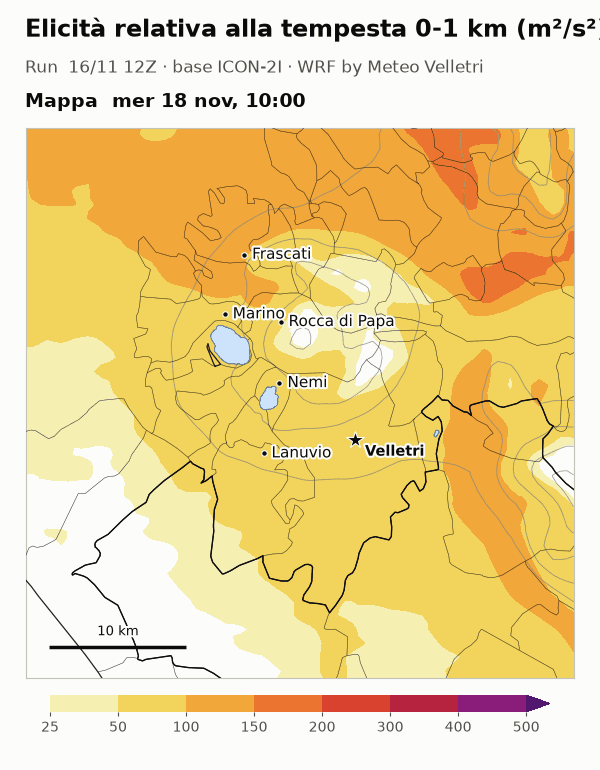 Elicità relativa alla tempesta 0-1 km (m²/s²)
Run  16/11 12Z · base ICON-2I · WRF by Meteo Velletri
Mappa  mer 18 nov, 10:00
Frascati
Marino
Rocca di Papa
Nemi
Velletri
Lanuvio
10 km
25 50 100 150 200 300 400 500